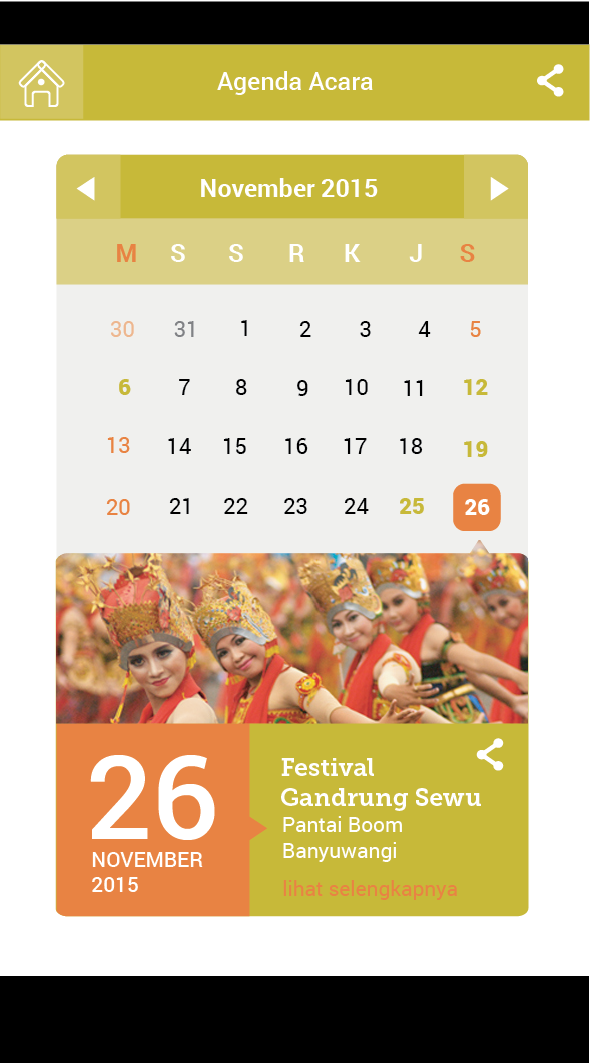 Agenda Acara
November 2015
M S S R K J S
30 31 1 2 3 4 5
6 7 8 9 10 11 12
13 14 15 16 17 18 19
20 21 22 23 24 25 26
26
NOVEMBER
2015
Festival
Gandrung Sewu
Pantai Boom
Banyuwangi
lihat selengkapnya